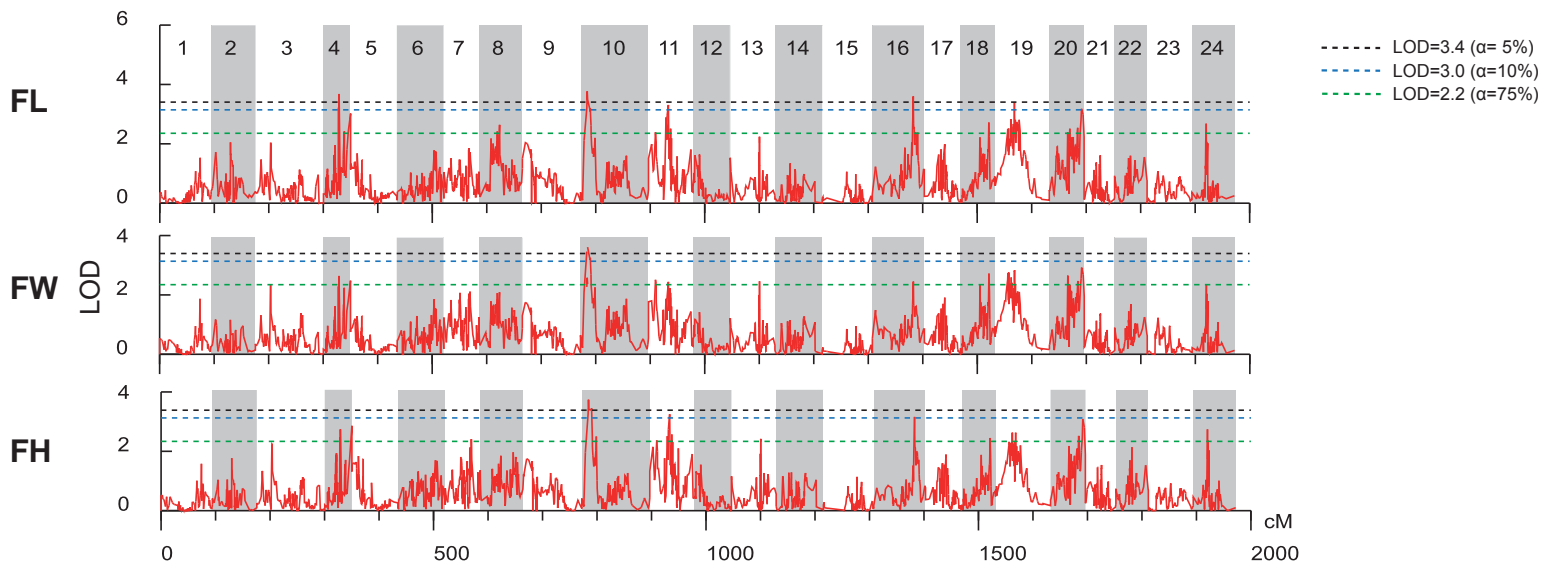 6
1 2 3 4 5 6 7 8 9 10 11 12 13 14 15 16 17 18 19 20 21 22 23 24
LOD=3.4 (α= 5%)
LOD=3.0 (α=10%)
LOD=2.2 (α=75%)
4
FL
2
0
4
FW
LOD
2
0
4
FH
2
0
cM
0 500 1000 1500 2000